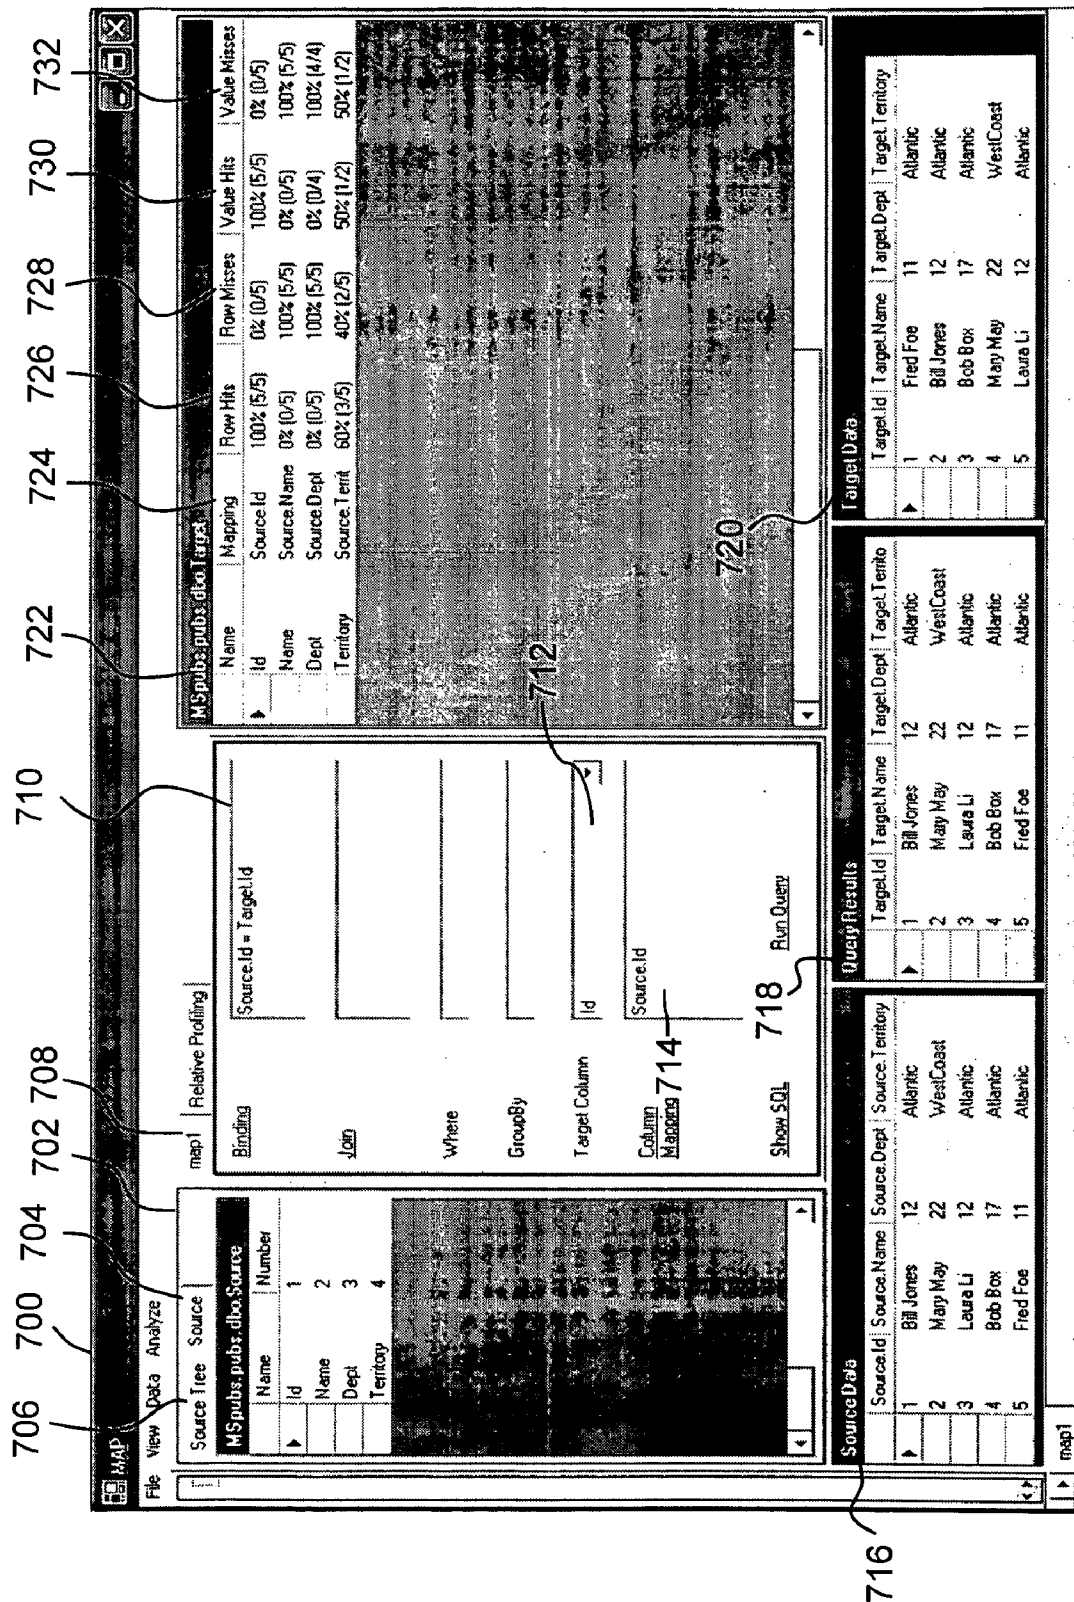 700
702
704
706
708
710
722
724
726
728
730
732
MAP
File View Data Analyze
Source Tree Source
MSpubs.pubs.dbo.Source
Name Number
Id 1
Name 2
Dept 3
Territory 4
map1 Relative Profiling
Binding Source.Id = Target.Id
Join
Where
GroupBy
Target Column Id
712
Column Mapping Source.Id
714
Show SQL Run Query
MSpubs.pubs.dbo.Target
Name Mapping Row Hits Row Misses Value Hits Value Misses
Id Source.Id 100% (5/5) 0% (0/5) 100% (5/5) 0% (0/5)
Name Source.Name 0% (0/5) 100% (5/5) 0% (0/5) 100% (5/5)
Dept Source.Dept 0% (0/5) 100% (5/5) 0% (0/4) 100% (4/4)
Territory Source.Territ 60% (3/5) 40% (2/5) 50% (1/2) 50% (1/2)
716
Source Data
Source.Id Source.Name Source.Dept Source.Territory
1 Bill Jones 12 Atlantic
2 Mary May 22 WestCoast
3 Laura Li 12 Atlantic
4 Bob Box 17 Atlantic
5 Fred Foe 11 Atlantic
718
Query Results
Target.Id Target.Name Target.Dept Target.Territo
1 Bill Jones 12 Atlantic
2 Mary May 22 WestCoast
3 Laura Li 12 Atlantic
4 Bob Box 17 Atlantic
5 Fred Foe 11 Atlantic
720
Target Data
Target.Id Target.Name Target.Dept Target.Territory
1 Fred Foe 11 Atlantic
2 Bill Jones 12 Atlantic
3 Bob Box 17 Atlantic
4 Mary May 22 WestCoast
5 Laura Li 12 Atlantic
map1